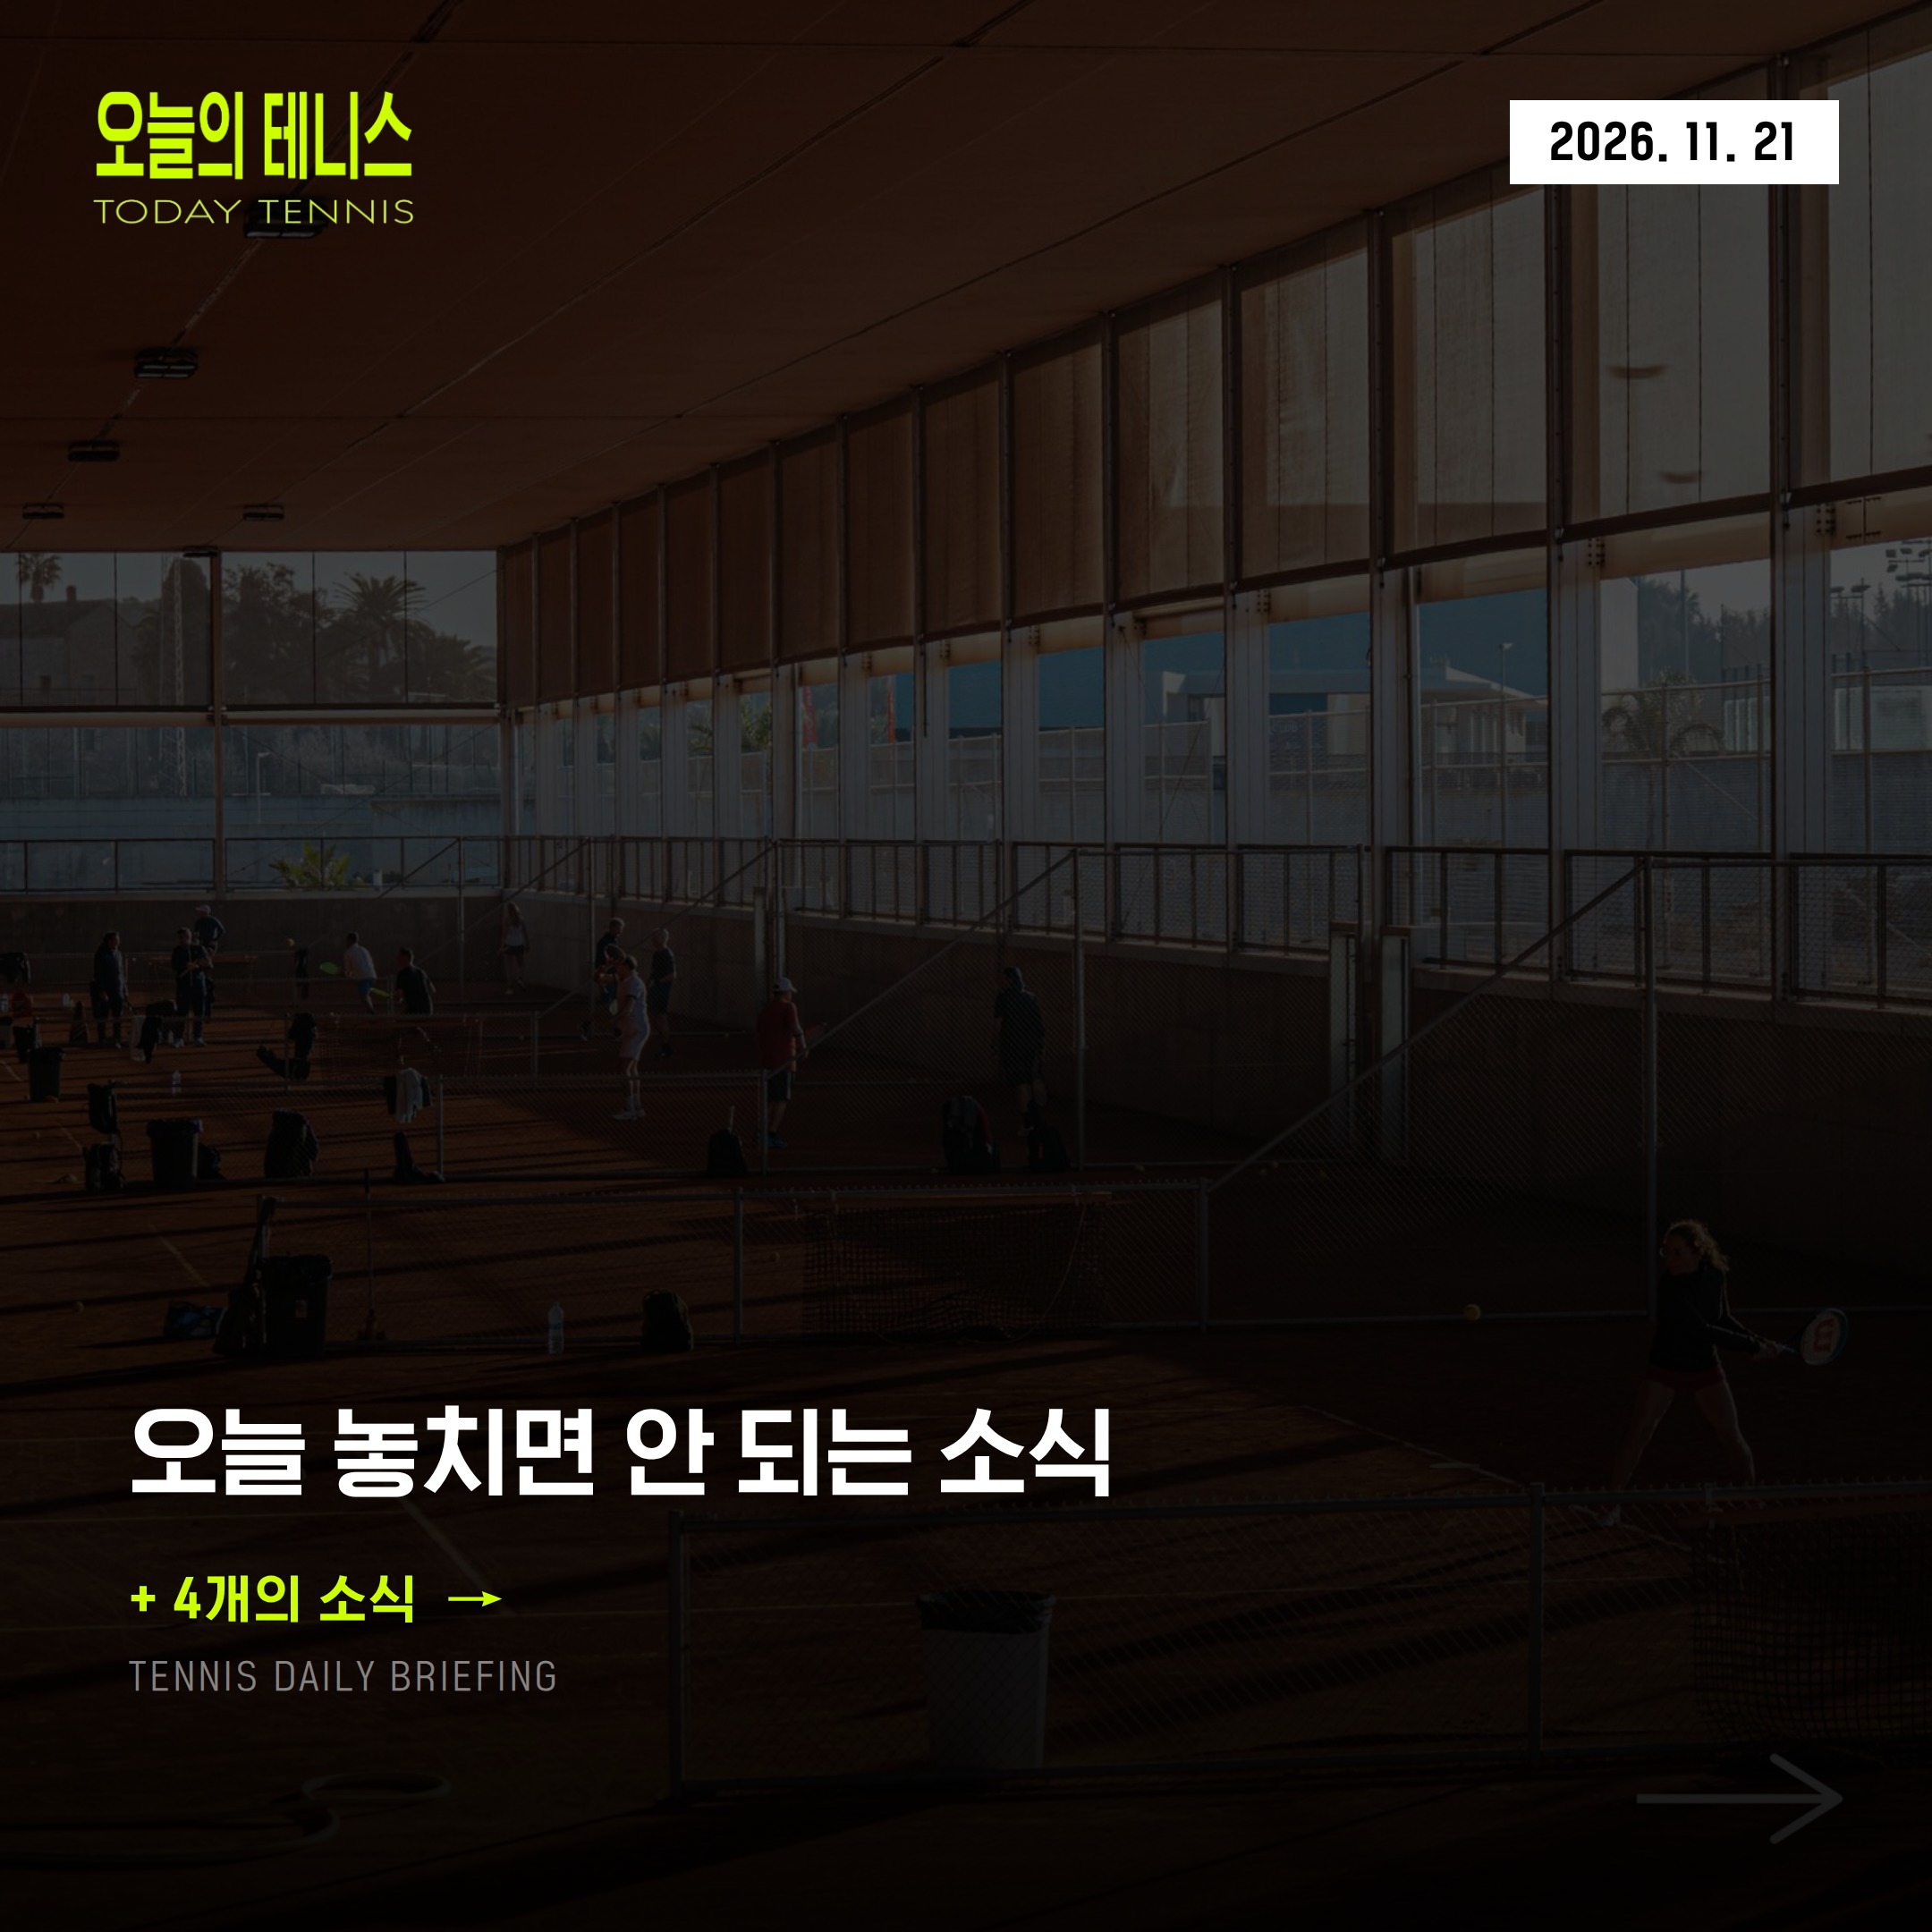 오늘의 테니스
TODAY TENNIS
2026. 11. 21
오늘 놓치면 안 되는 소식
+ 4개의 소식 →
TENNIS DAILY BRIEFING